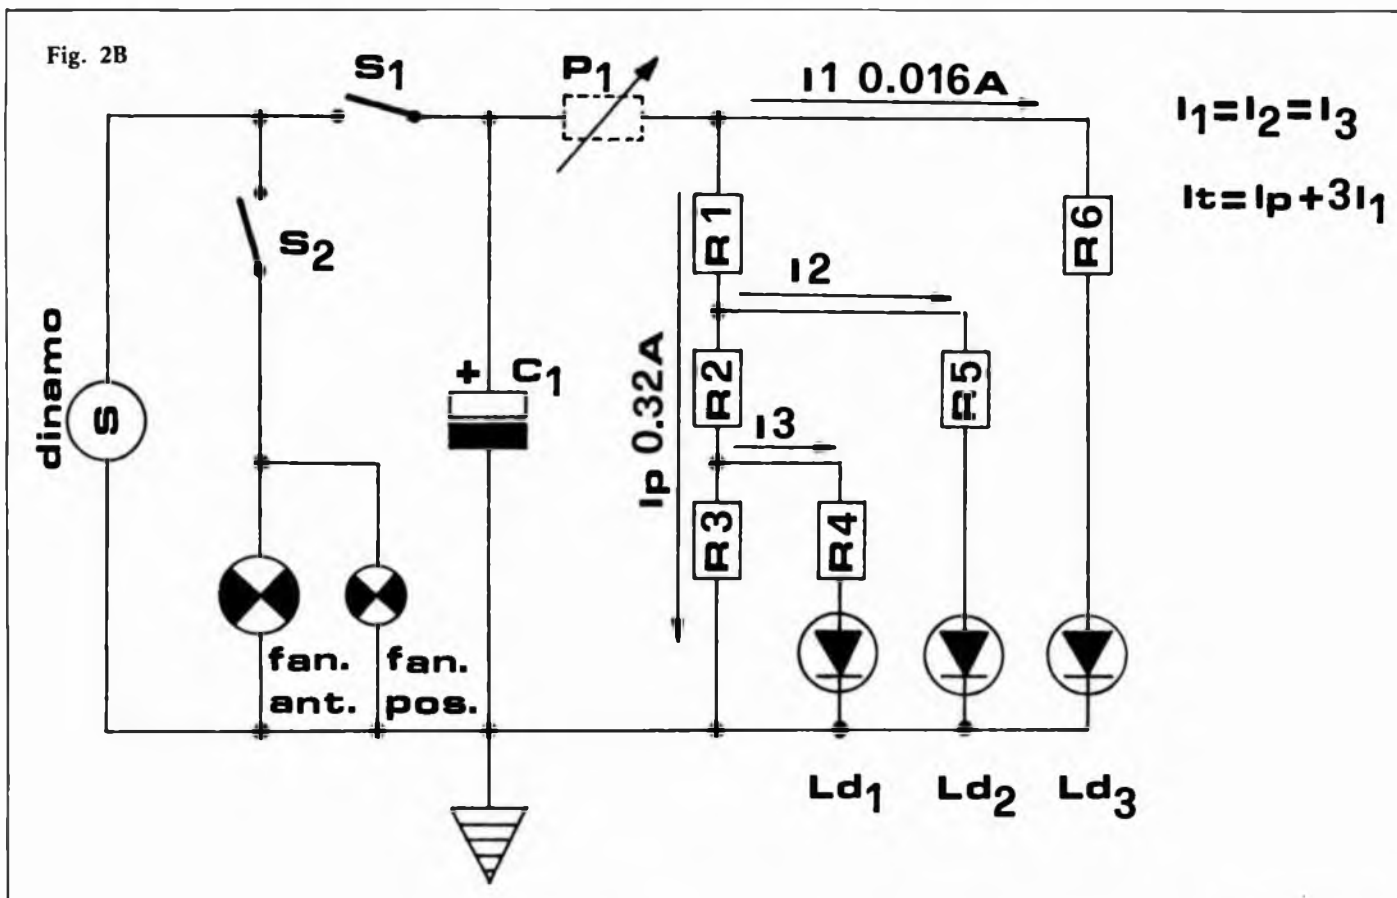 Fig. 2B
S1
P1
I1 0.016A
I1=I2=I3
It=Ip+3I1
R1
R6
S2
I2
dinamo
S
+ C1
Ip 0.32A
R2
R5
I3
R3
R4
fan. ant.
fan. pos.
Ld1
Ld2
Ld3